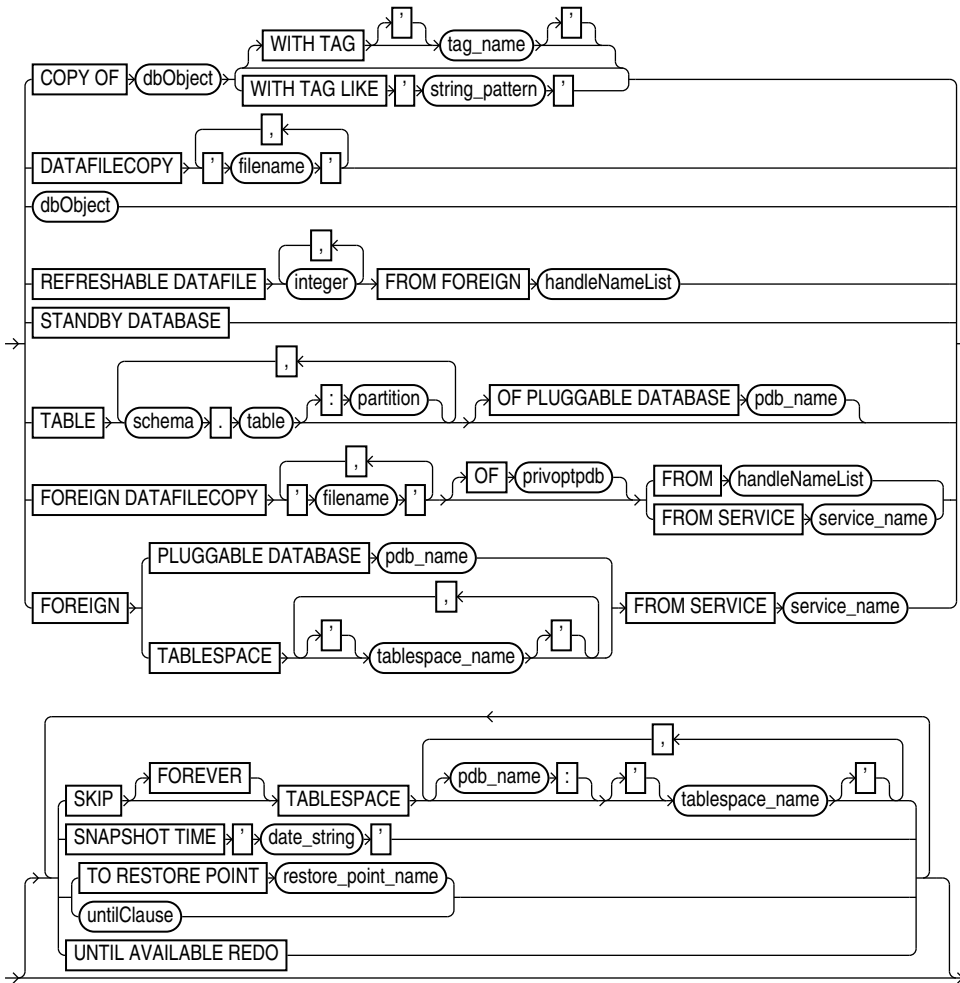 WITH TAG ' tag_name '
COPY OF dbObject
WITH TAG LIKE ' string_pattern '
,
DATAFILECOPY ' filename '
dbObject
,
REFRESHABLE DATAFILE integer FROM FOREIGN handleNameList
STANDBY DATABASE
,
: partition OF PLUGGABLE DATABASE pdb_name
TABLE schema . table
,
OF privoptpdb FROM handleNameList
FOREIGN DATAFILECOPY ' filename '
FROM SERVICE service_name
PLUGGABLE DATABASE pdb_name
,
FOREIGN FROM SERVICE service_name
' '
TABLESPACE tablespace_name
,
FOREVER pdb_name : ' '
SKIP TABLESPACE tablespace_name
SNAPSHOT TIME ' date_string '
TO RESTORE POINT restore_point_name
untilClause
UNTIL AVAILABLE REDO